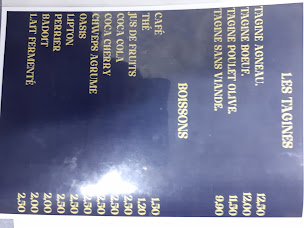 LES TAGINES
TAGINE AGNEAU. 12,50
TAGINE BOEUF. 12,00
TAGINE POULET OLIVE. 11,50
TAGINE SANS VIANDE. 9,90
BOISSONS
CAFÉ 1.50
THÉ 1.20
JUS DE FRUITS 2.50
COCA COLA 2.50
COCA CHERRY 2.50
CHWEPS AGRUME 2.50
OASIS 2.50
LIPTON 2.50
PERRIER 2.00
BADOIT 2.00
LAIT FERMENTÉ 2.50